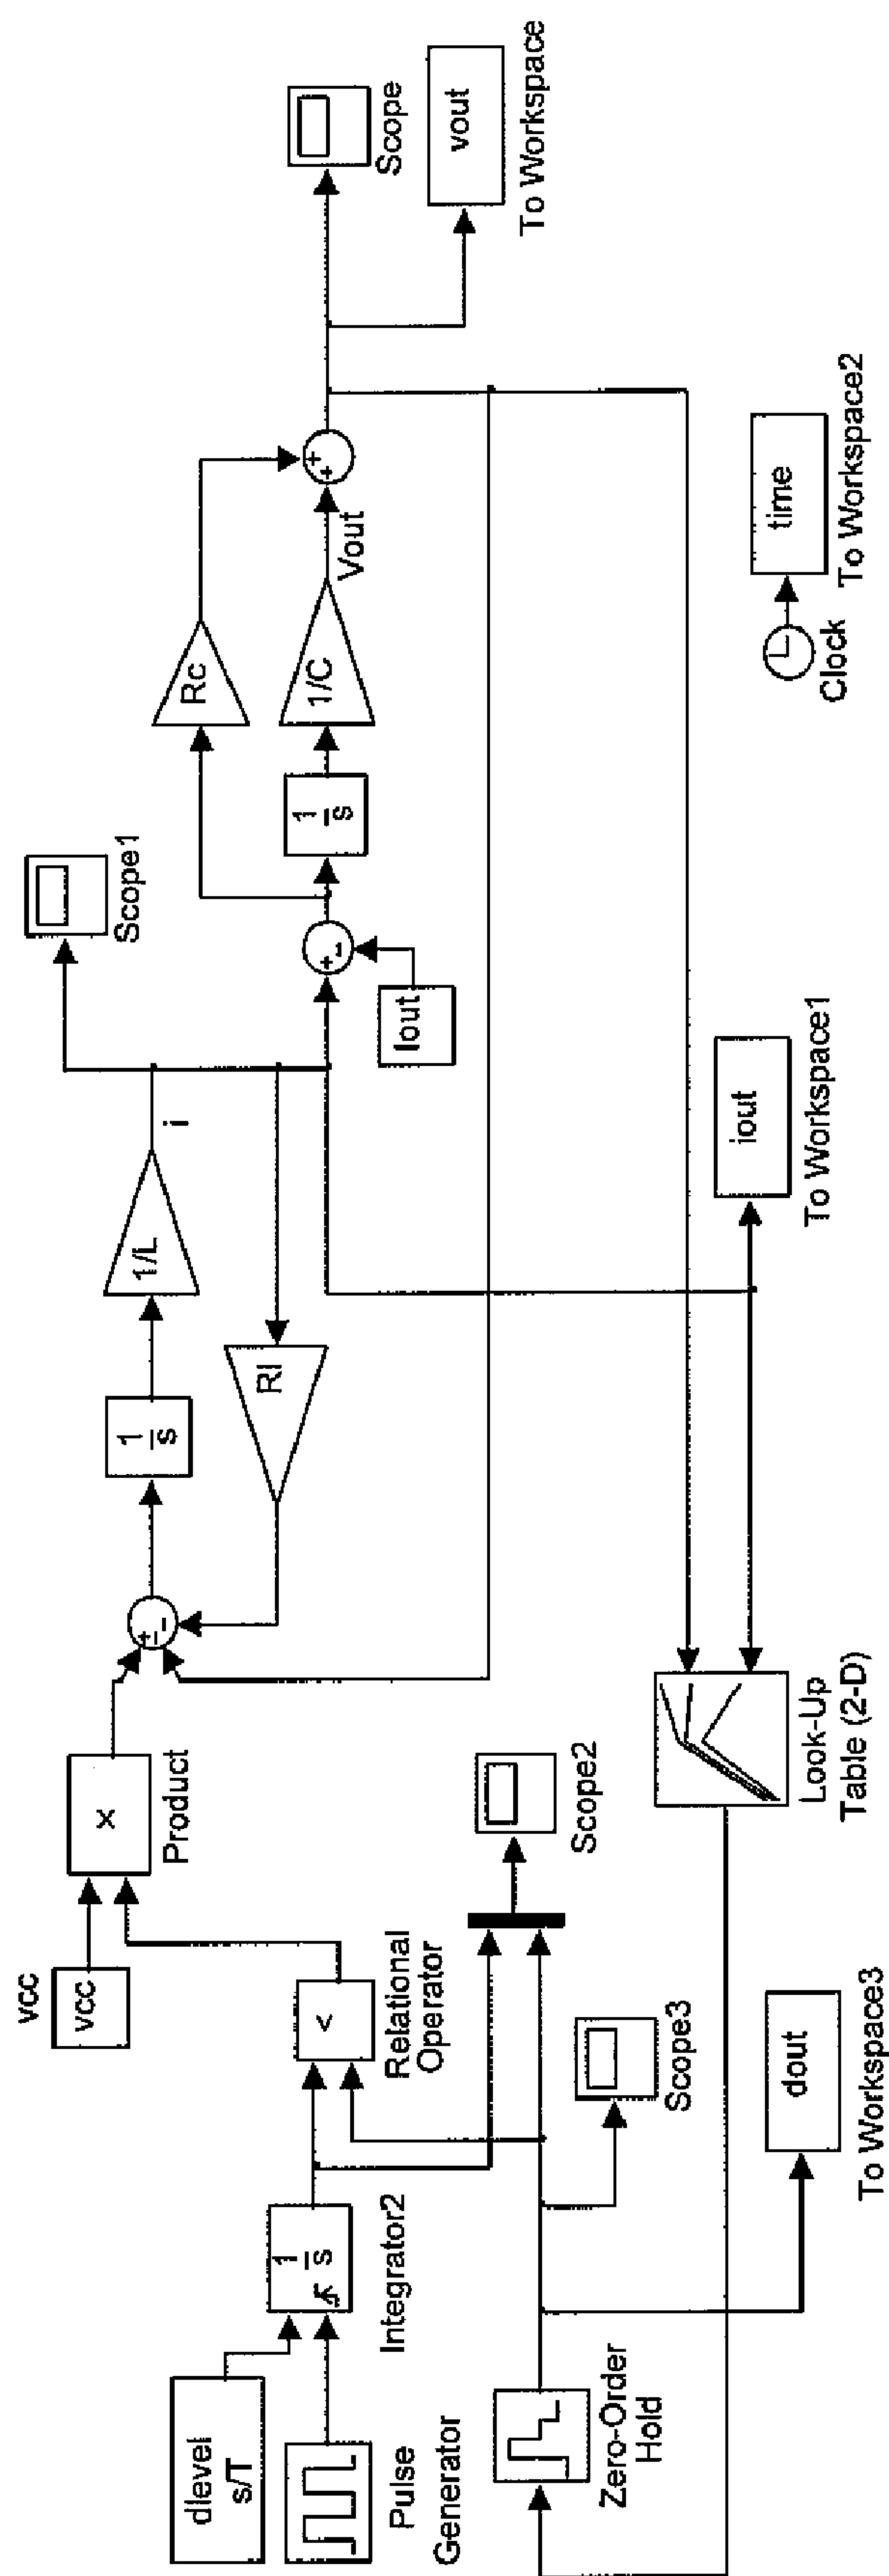 dlevel
s/T
Pulse
Generator
1
s
Integrator2
Zero-Order
Hold
vcc
vcc
<
Relational
Operator
x
Product
Scope2
Scope3
dout
To Workspace3
Look-Up
Table (2-D)
+
-
-
1
s
1/L
i
Rl
Scope1
iout
To Workspace1
Iout
+
-
1
s
Rc
1/C
Vout
+
+
Clock
time
To Workspace2
Scope
vout
To Workspace